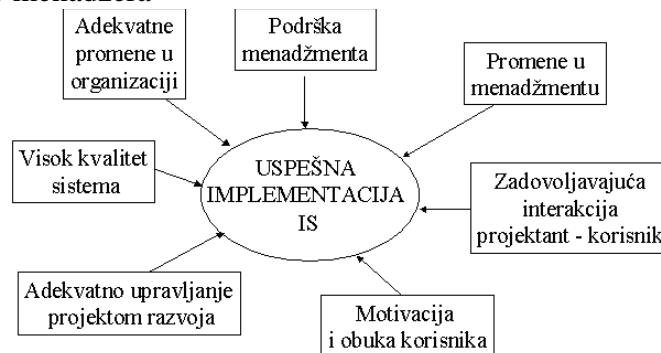 Adekvatne
promene u
organizaciji
Podrška
menadžmenta
Promene u
menadžmentu
Visok kvalitet
sistema
USPEŠNA
IMPLEMENTACIJA
IS
Zadovoljavajuća
interakcija
projektant - korisnik
Adekvatno upravljanje
projektom razvoja
Motivacija
i obuka korisnika